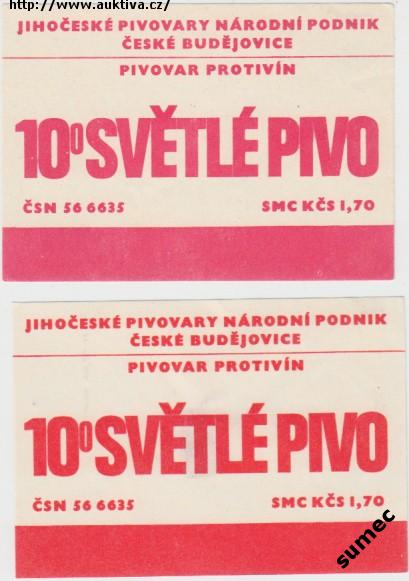 http://www.auktiva.cz/
JIHOČESKÉ PIVOVARY NÁRODNÍ PODNIK
ČESKÉ BUDĚJOVICE
PIVOVAR PROTIVÍN
10⁰ SVĚTLÉ PIVO
ČSN 56 6635 SMC KČS 1,70
JIHOČESKÉ PIVOVARY NÁRODNÍ PODNIK
ČESKÉ BUDĚJOVICE
PIVOVAR PROTIVÍN
10⁰ SVĚTLÉ PIVO
ČSN 56 6635 SMC KČS 1,70
sumec